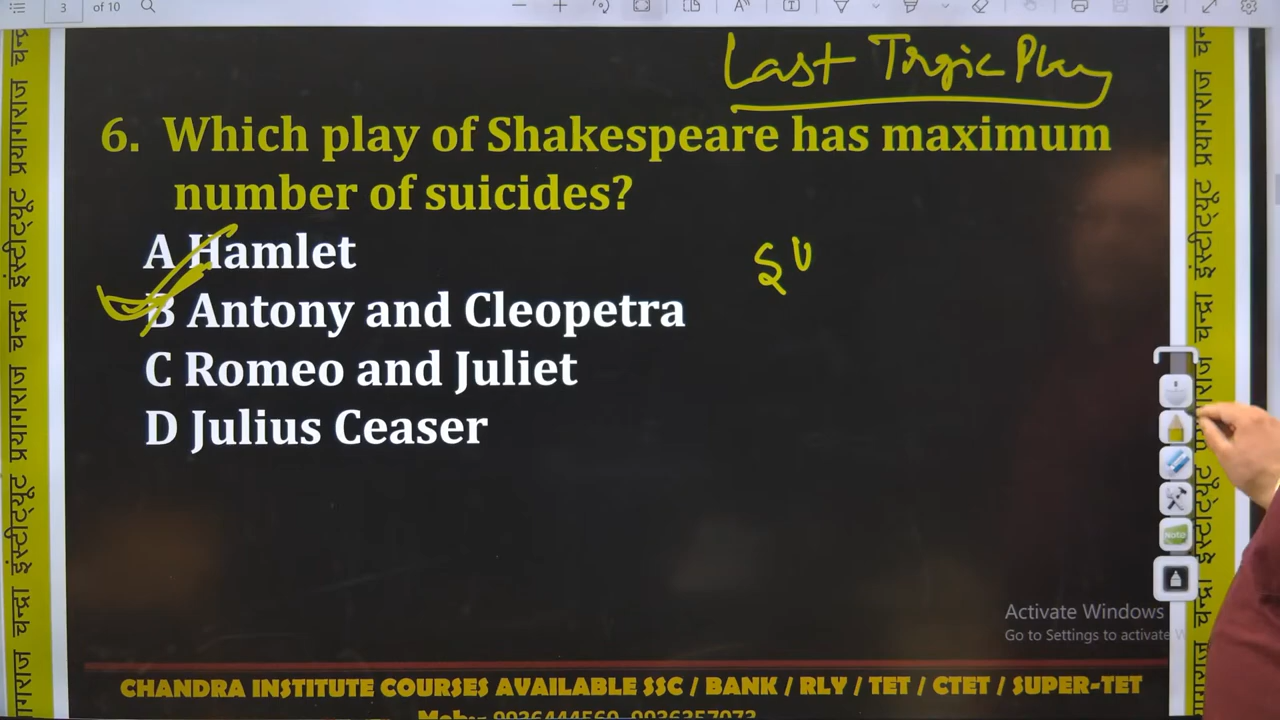 3 of 10
Last Trgic Play
6. Which play of Shakespeare has maximum
number of suicides?
A Hamlet
B Antony and Cleopetra
C Romeo and Juliet
D Julius Ceaser
Activate Windows
Go to Settings to activate W
CHANDRA INSTITUTE COURSES AVAILABLE SSC / BANK / RLY / TET / CTET / SUPER-TET
चन्द्रा इंस्टीट्यूट प्रयागराज
चन्द्रा इंस्टीट्यूट प्रयागराज